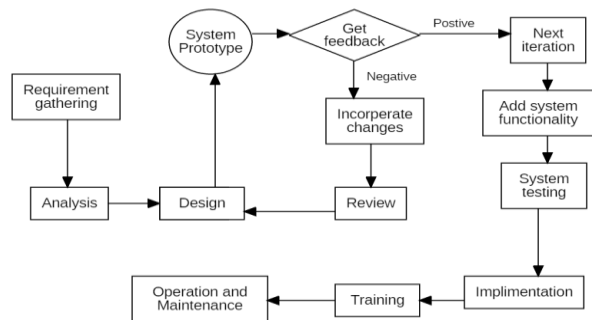 System
Prototype
Get
feedback
Postive
Next
iteration
Requirement
gathering
Negative
Incorperate
changes
Add system
functionality
System
testing
Analysis
Design
Review
Operation and
Maintenance
Training
Implimentation